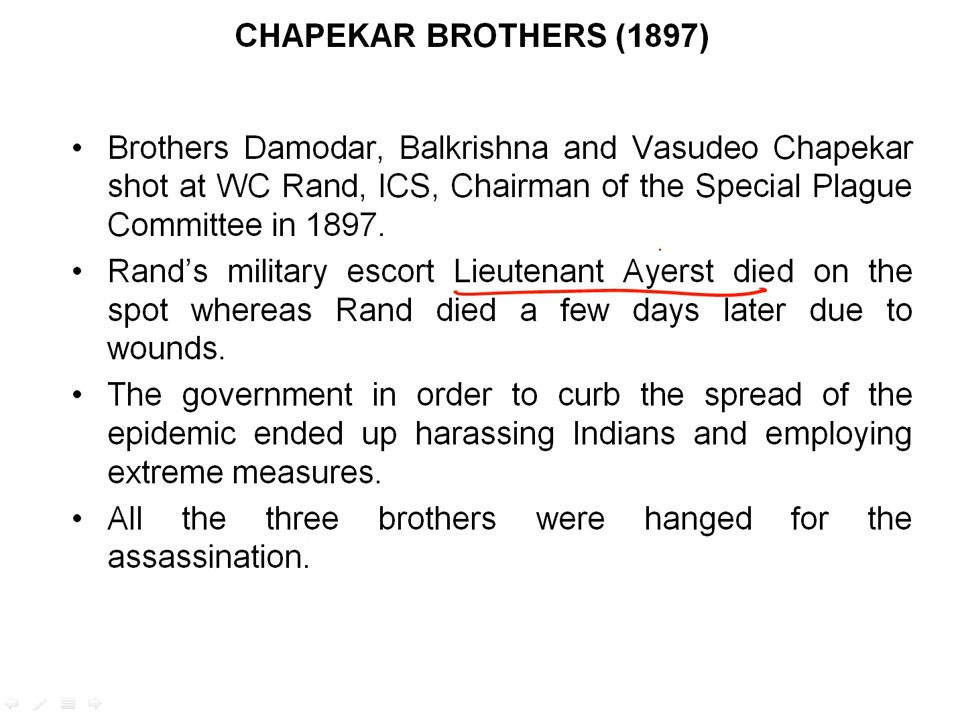 CHAPEKAR BROTHERS (1897)
• Brothers Damodar, Balkrishna and Vasudeo Chapekar
shot at WC Rand, ICS, Chairman of the Special Plague
Committee in 1897.
• Rand’s military escort Lieutenant Ayerst died on the
spot whereas Rand died a few days later due to
wounds.
• The government in order to curb the spread of the
epidemic ended up harassing Indians and employing
extreme measures.
• All the three brothers were hanged for the
assassination.